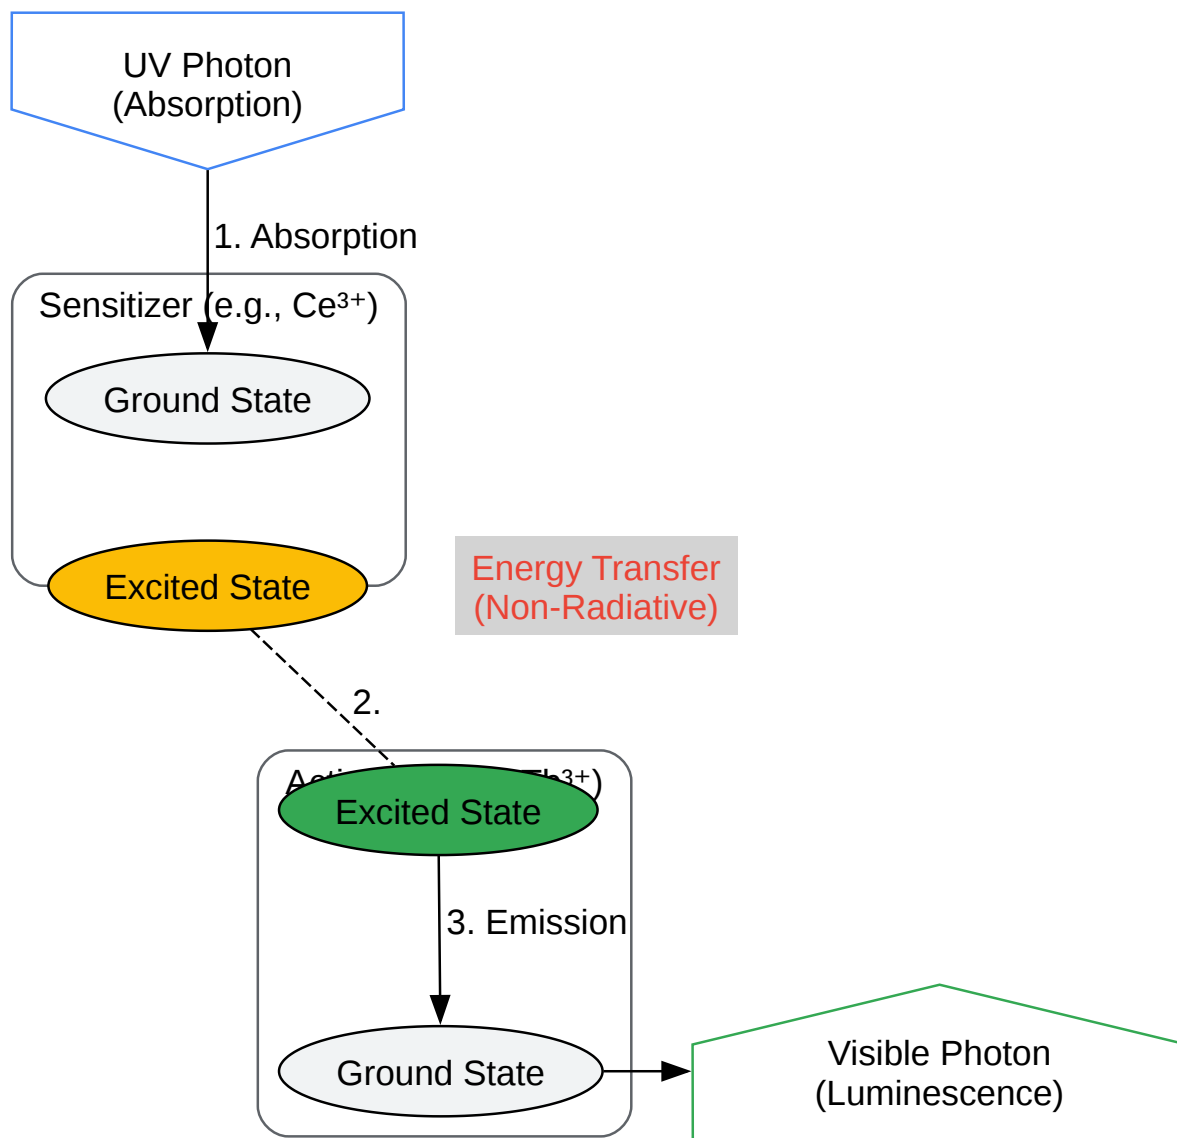 UV Photon
(Absorption)
1. Absorption
Sensitizer (e.g., Ce³⁺)
Ground State
Excited State
Energy Transfer
(Non-Radiative)
2.
³⁺)
Excited State
3. Emission
Ground State
Visible Photon
(Luminescence)